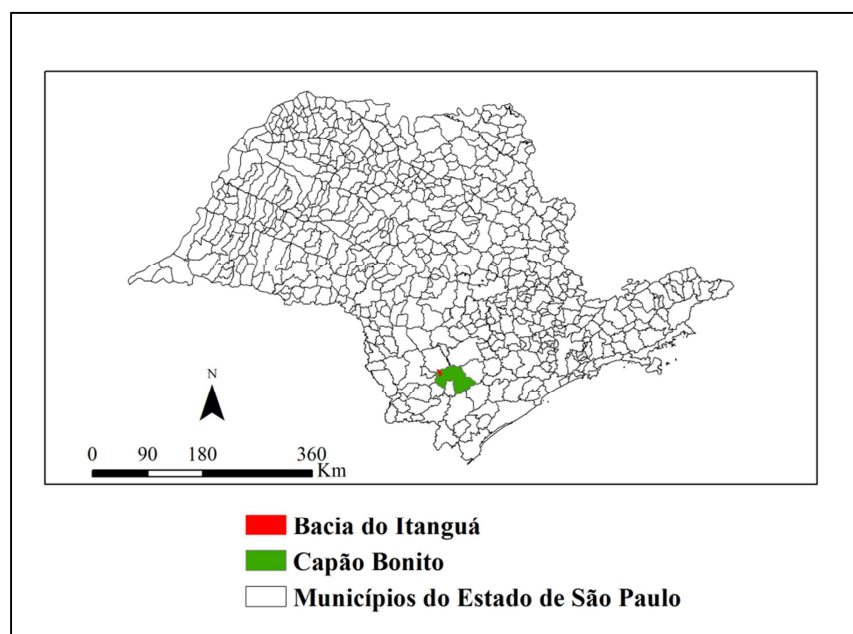 N
0 90 180 360
Km
Bacia do Itanguá
Capão Bonito
Municípios do Estado de São Paulo